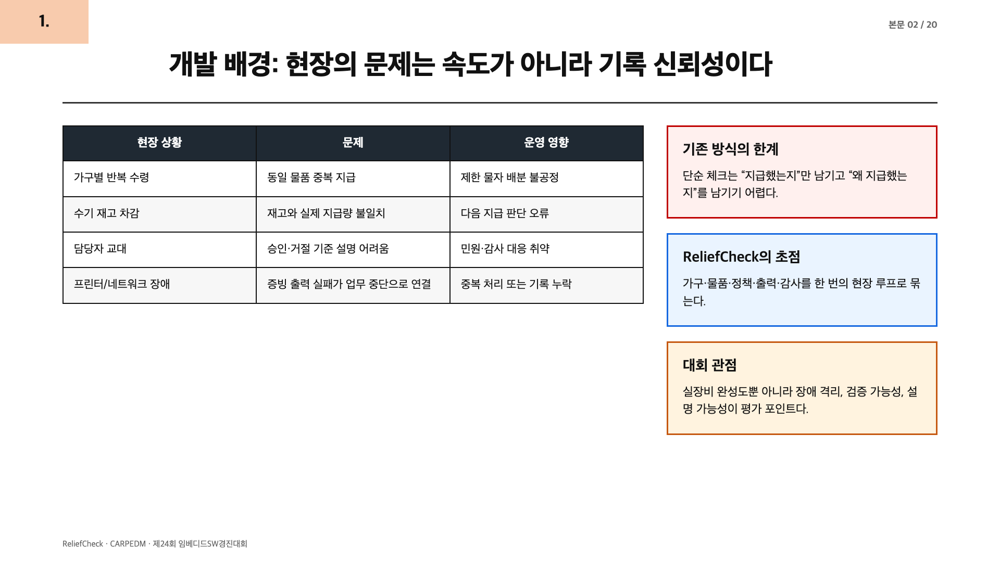 1.
본문 02 / 20
개발 배경: 현장의 문제는 속도가 아니라 기록 신뢰성이다
현장 상황 문제 운영 영향
가구별 반복 수령 동일 물품 중복 지급 제한 물자 배분 불공정
수기 재고 차감 재고와 실제 지급량 불일치 다음 지급 판단 오류
담당자 교대 승인·거절 기준 설명 어려움 민원·감사 대응 취약
프린터/네트워크 장애 증빙 출력 실패가 업무 중단으로 연결 중복 처리 또는 기록 누락
기존 방식의 한계
단순 체크는 “지급했는지”만 남기고 “왜 지급했는
지”를 남기기 어렵다.
ReliefCheck의 초점
가구·물품·정책·출력·감사를 한 번의 현장 루프로 묶
는다.
대회 관점
실장비 완성도뿐 아니라 장애 격리, 검증 가능성, 설
명 가능성이 평가 포인트다.
ReliefCheck · CARPEDM · 제24회 임베디드SW경진대회